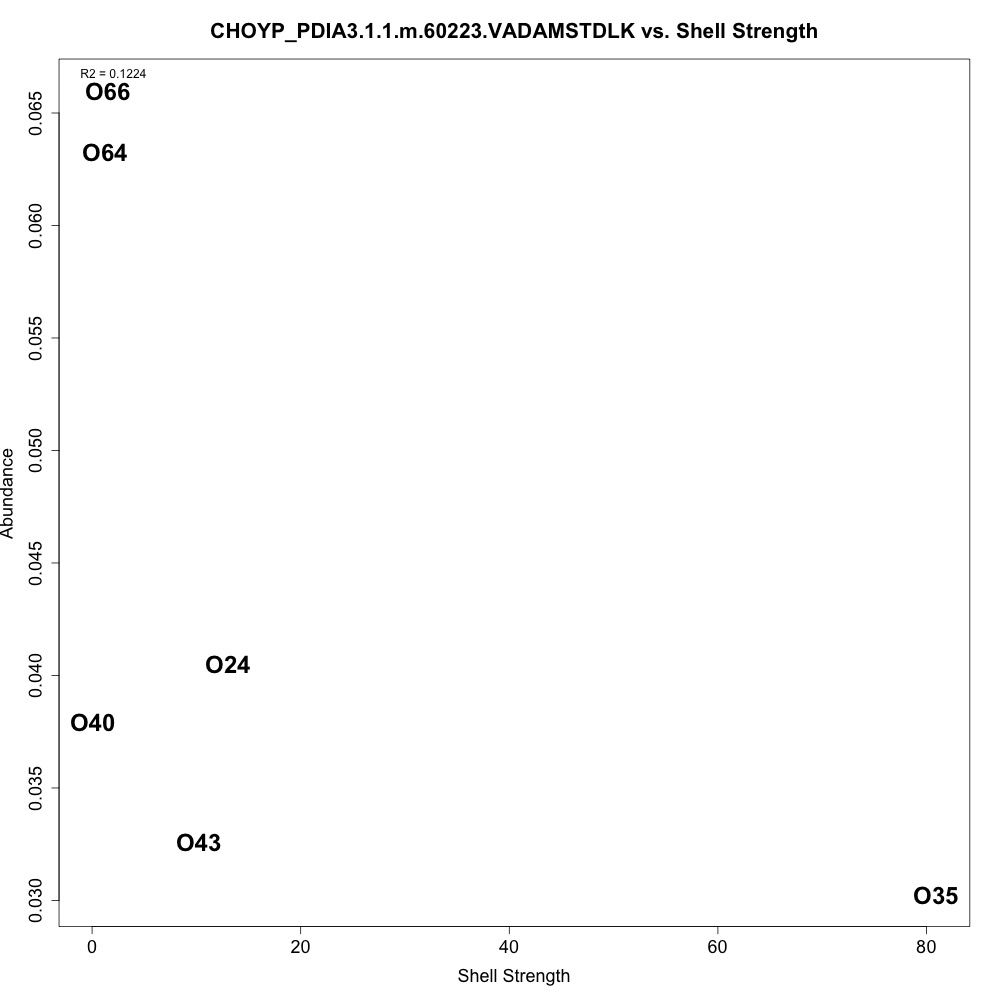 CHOYP_PDIA3.1.1.m.60223.VADAMSTDLK vs. Shell Strength
R2 = 0.1224
O66
O64
O24
O40
O43
O35
Abundance
0.065
0.060
0.055
0.050
0.045
0.040
0.035
0.030
0 20 40 60 80
Shell Strength